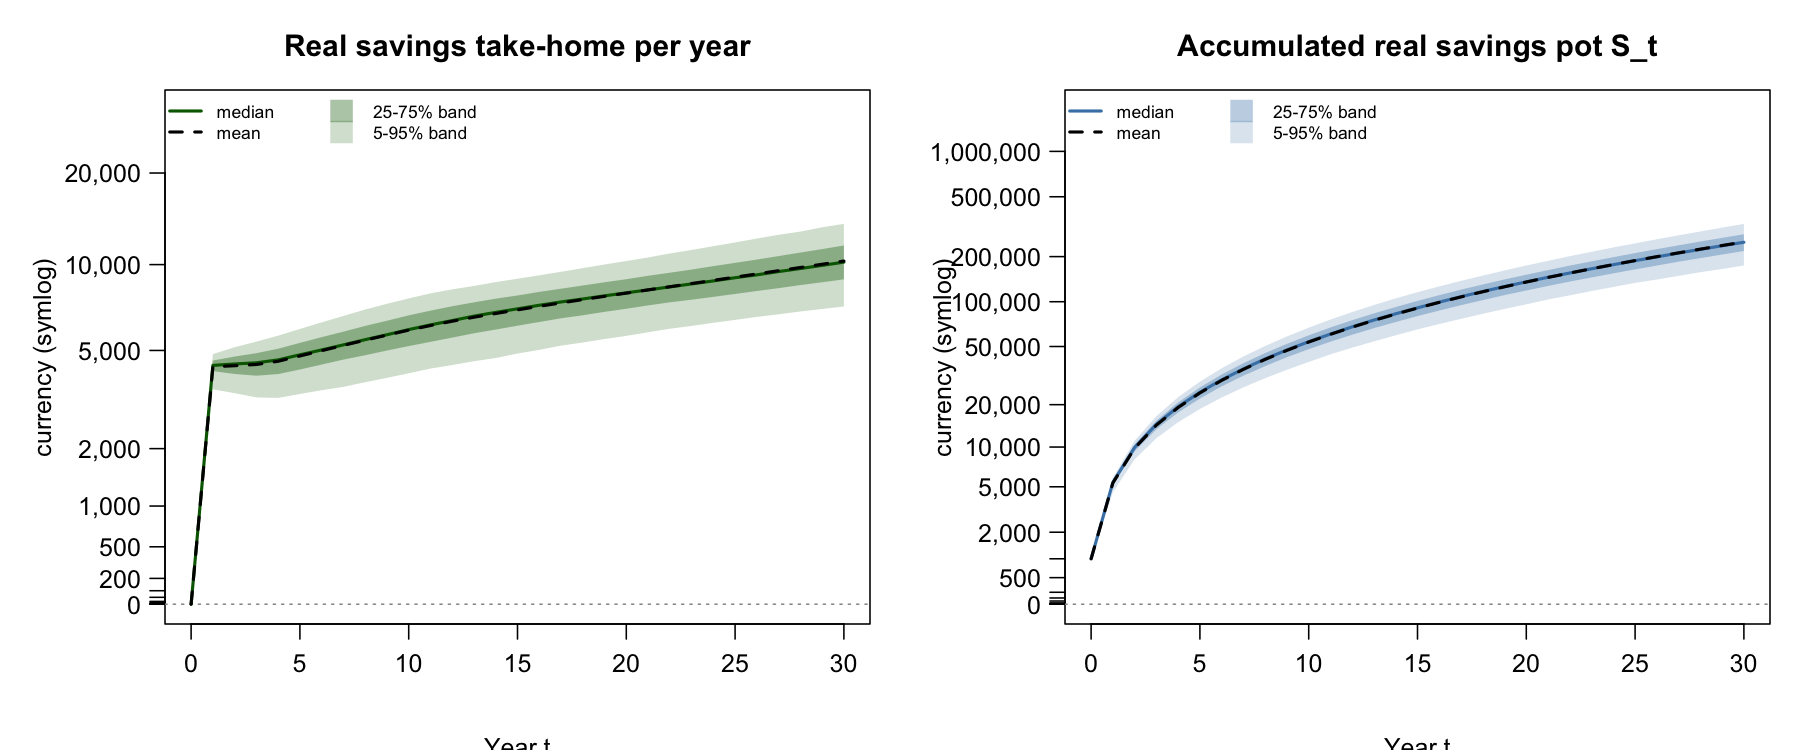 Real savings take-home per year
median
25-75% band
mean
5-95% band
20,000
10,000
5,000
2,000
1,000
500
200
0
currency (symlog)
0 5 10 15 20 25 30
Year t
Accumulated real savings pot S_t
median
25-75% band
mean
5-95% band
1,000,000
500,000
200,000
100,000
50,000
20,000
10,000
5,000
2,000
500
0
currency (symlog)
0 5 10 15 20 25 30
Year t